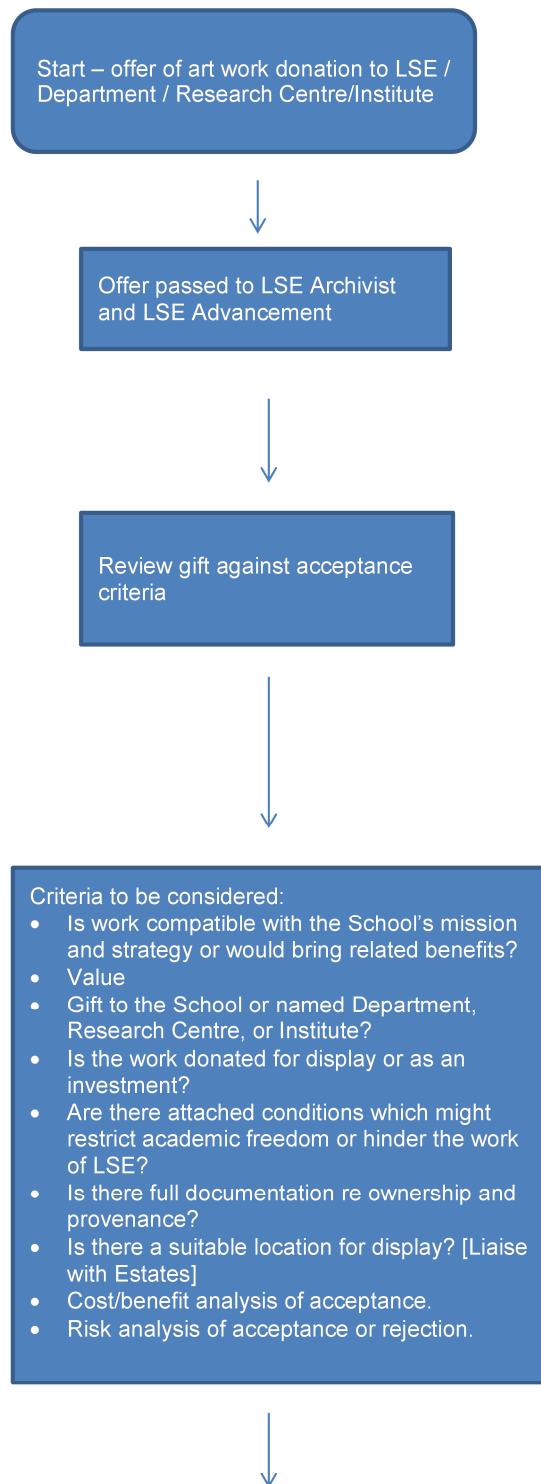 Start – offer of art work donation to LSE /
Department / Research Centre/Institute
Offer passed to LSE Archivist
and LSE Advancement
Review gift against acceptance
criteria
Criteria to be considered:
• Is work compatible with the School’s mission
and strategy or would bring related benefits?
• Value
• Gift to the School or named Department,
Research Centre, or Institute?
• Is the work donated for display or as an
investment?
• Are there attached conditions which might
restrict academic freedom or hinder the work
of LSE?
• Is there full documentation re ownership and
provenance?
• Is there a suitable location for display? [Liaise
with Estates]
• Cost/benefit analysis of acceptance.
• Risk analysis of acceptance or rejection.